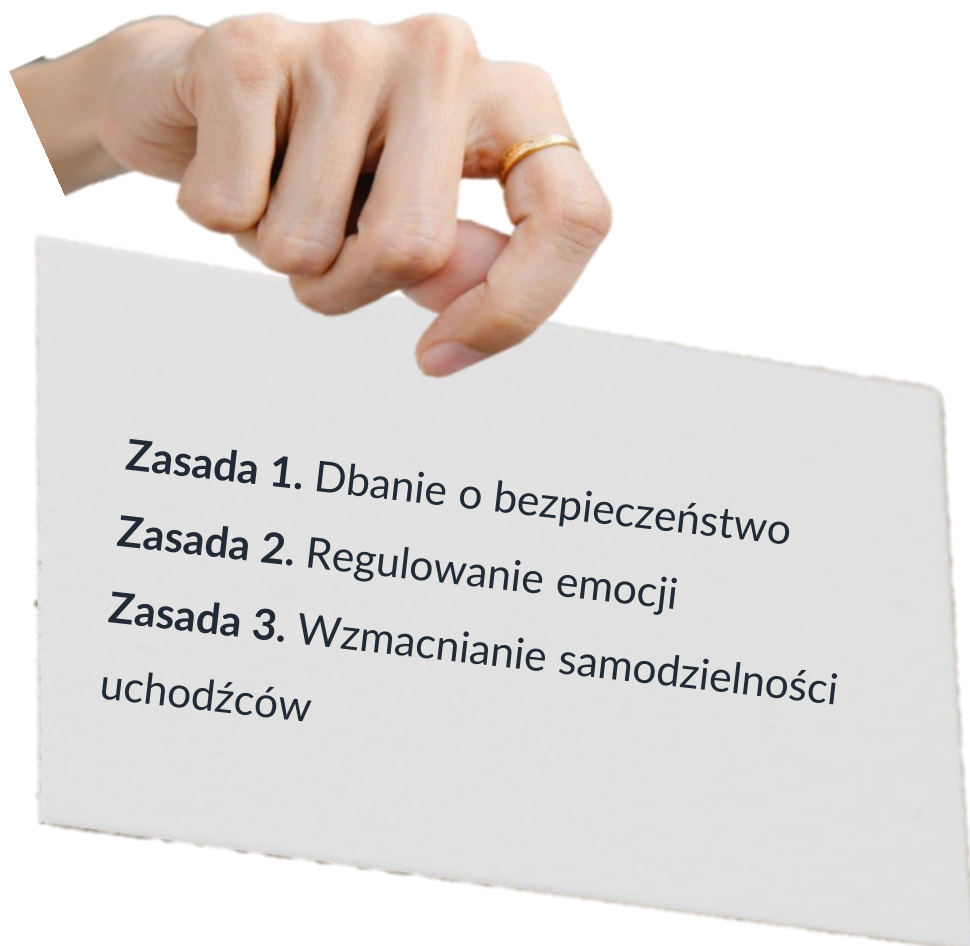 Zasada 1. Dbanie o bezpieczeństwo
Zasada 2. Regulowanie emocji
Zasada 3. Wzmacnianie samodzielności
uchodźców